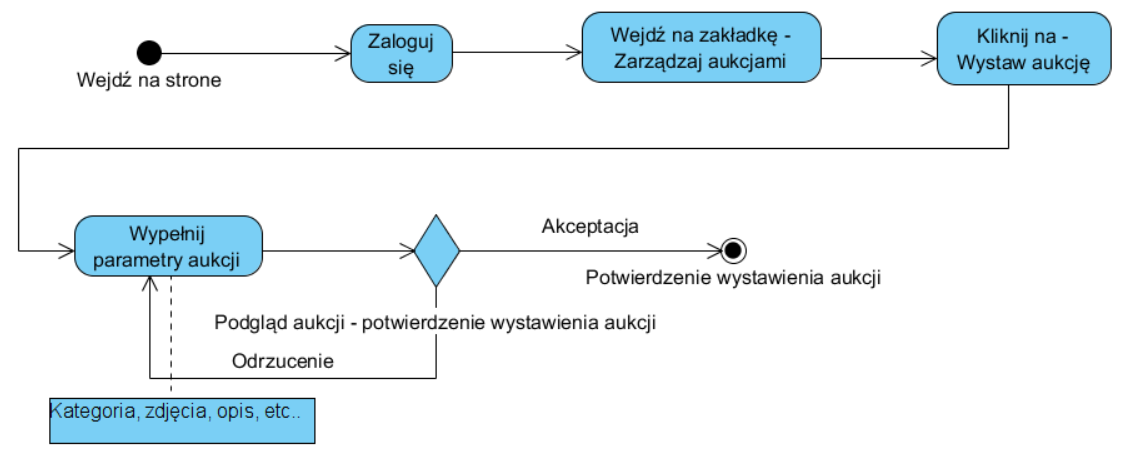 Wejdź na strone
Zaloguj
się
Wejdź na zakładkę -
Zarządzaj aukcjami
Kliknij na -
Wystaw aukcję
Wypełnij
parametry aukcji
Akceptacja
Potwierdzenie wystawienia aukcji
Podgląd aukcji - potwierdzenie wystawienia aukcji
Odrzucenie
Kategoria, zdjęcia, opis, etc..